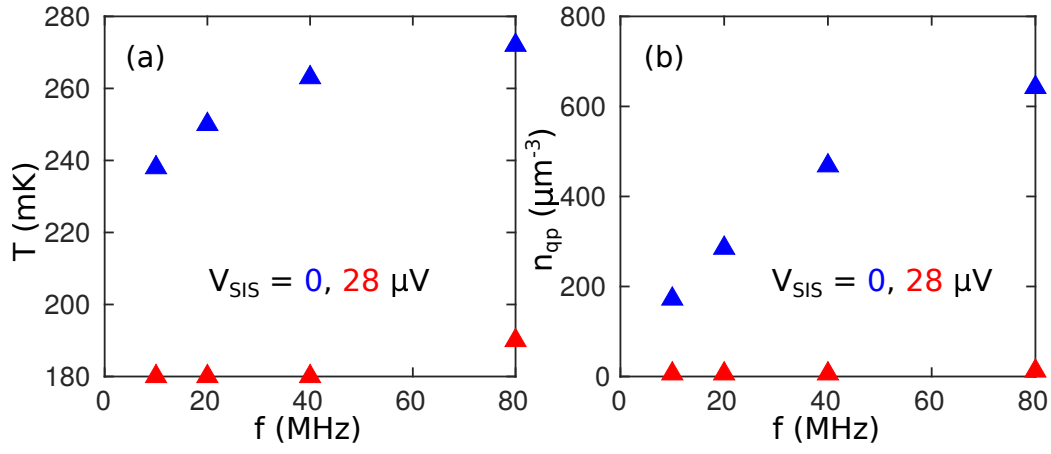 280
260
240
220
200
180
T (mK)
(a)
V_SIS = 0, 28 µV
0 20 40 60 80
f (MHz)
800
600
400
200
0
n_qp (µm^-3)
(b)
V_SIS = 0, 28 µV
0 20 40 60 80
f (MHz)